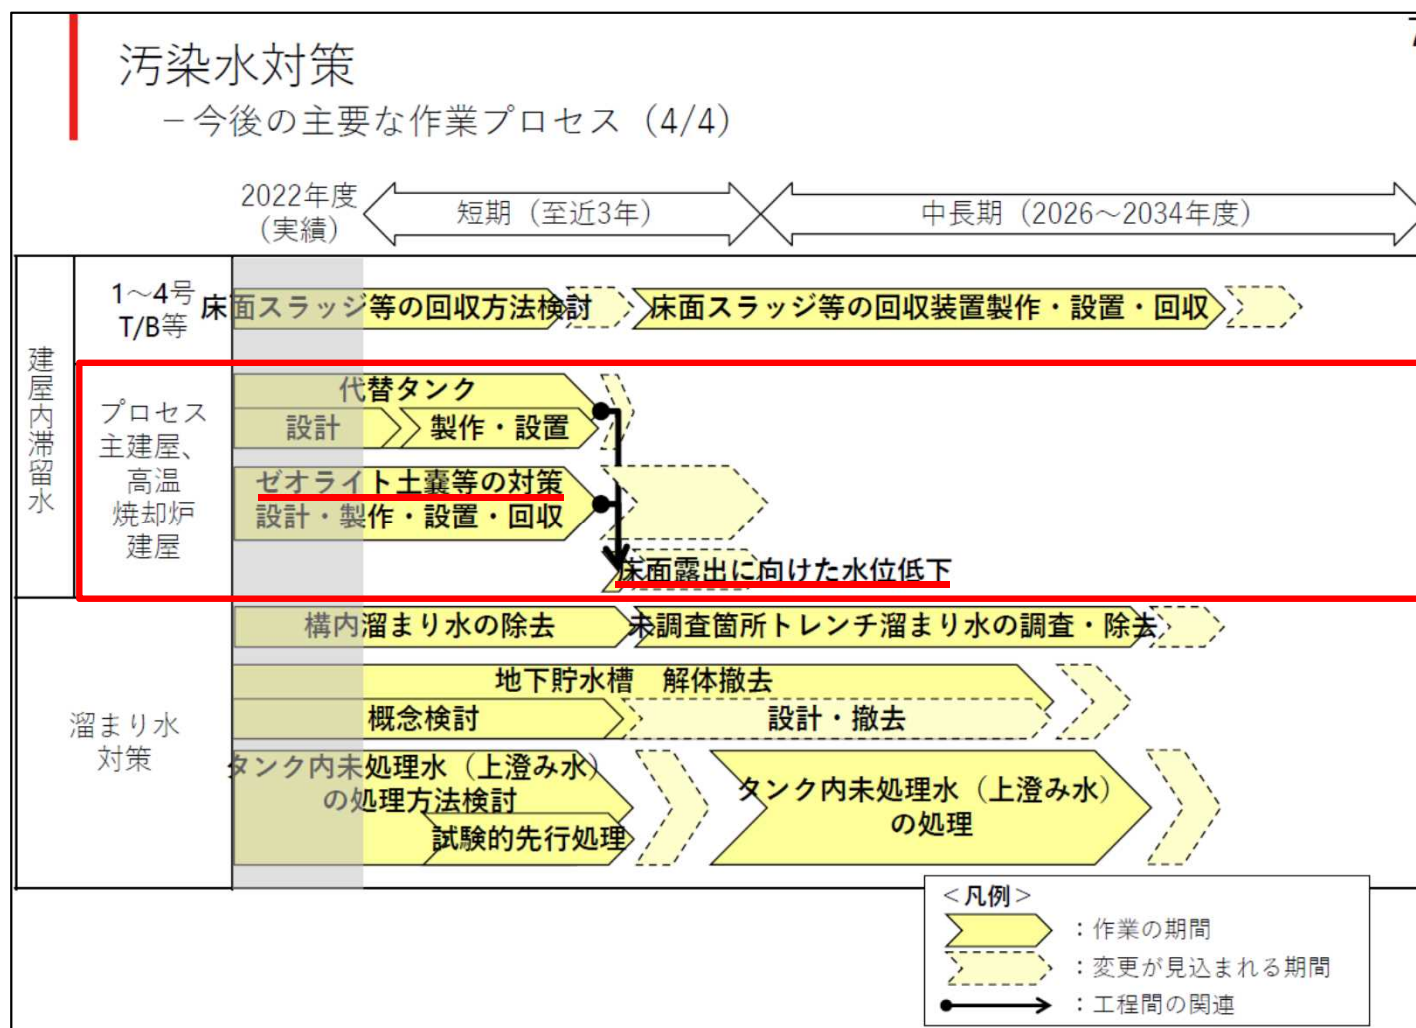 汚染水対策
－今後の主要な作業プロセス（4/4）
2022年度
（実績）
短期（至近3年）
中長期（2026～2034年度）
建屋内滞留水
1～4号
T/B等
床面スラッジ等の回収方法検討
床面スラッジ等の回収装置製作・設置・回収
プロセス
主建屋、
高温
焼却炉
建屋
代替タンク
設計
製作・設置
ゼオライト土嚢等の対策
設計・製作・設置・回収
床面露出に向けた水位低下
溜まり水
対策
構内溜まり水の除去
未調査箇所トレンチ溜まり水の調査・除去
地下貯水槽　解体撤去
概念検討
設計・撤去
タンク内未処理水（上澄み水）
の処理方法検討
試験的先行処理
タンク内未処理水（上澄み水）
の処理
＜凡例＞
：作業の期間
：変更が見込まれる期間
：工程間の関連